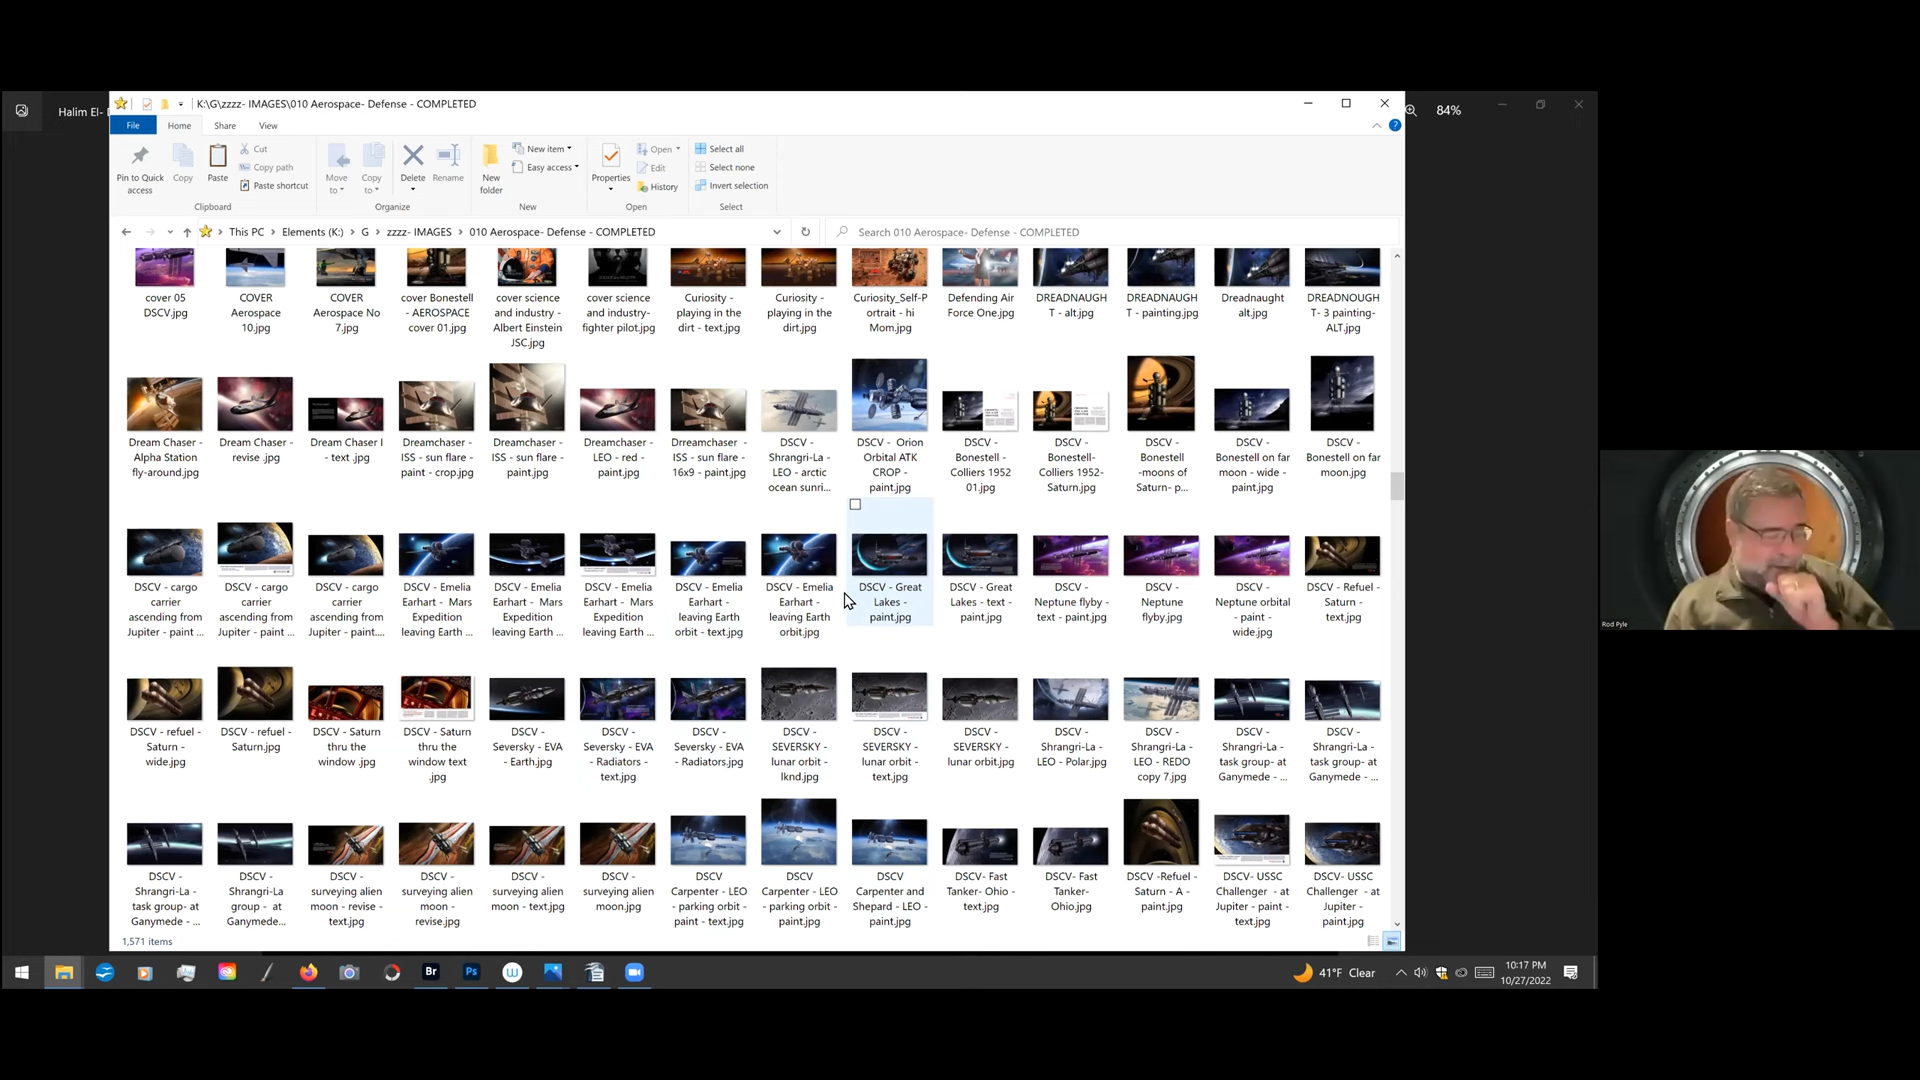 Halim El-
K:\G\zzzz- IMAGES\010 Aerospace- Defense - COMPLETED
84%
File
Home
Share
View
Pin to Quick
access
Copy
Paste
Cut
Copy path
Paste shortcut
Clipboard
Move
to
Copy
to
Delete
Rename
Organize
New
folder
New item
Easy access
New
Properties
Open
Edit
History
Open
Select all
Select none
Invert selection
Select
This PC
Elements (K:)
G
zzzz- IMAGES
010 Aerospace- Defense - COMPLETED
Search 010 Aerospace- Defense - COMPLETED
cover 05
DSCV.jpg
COVER
Aerospace
10.jpg
COVER
Aerospace No
7.jpg
cover Bonestell
- AEROSPACE
cover 01.jpg
cover science
and industry -
Albert Einstein
JSC.jpg
cover science
and industry-
fighter pilot.jpg
Curiosity -
playing in the
dirt - text.jpg
Curiosity -
playing in the
dirt.jpg
Curiosity_Self-P
ortrait - hi
Mom.jpg
Defending Air
Force One.jpg
DREADNAUGH
T - alt.jpg
DREADNAUGH
T - painting.jpg
Dreadnaught
alt.jpg
DREADNOUGH
T- 3 painting-
ALT.jpg
Dream Chaser -
Alpha Station
fly-around.jpg
Dream Chaser -
revise .jpg
Dream Chaser I
- text .jpg
Dreamchaser -
ISS - sun flare -
paint - crop.jpg
Dreamchaser -
ISS - sun flare -
paint.jpg
Dreamchaser -
LEO - red -
paint.jpg
Drreamchaser -
ISS - sun flare -
16x9 - paint.jpg
DSCV -
Shrangri-La -
LEO - arctic
ocean sunri...
DSCV - Orion
Orbital ATK
CROP -
paint.jpg
DSCV -
Bonestell -
Colliers 1952
01.jpg
DSCV -
Bonestell-
Colliers 1952-
Saturn.jpg
DSCV -
Bonestell
-moons of
Saturn- p...
DSCV -
Bonestell on far
moon - wide -
paint.jpg
DSCV -
Bonestell on far
moon.jpg
DSCV - cargo
carrier
ascending from
Jupiter - paint ...
DSCV - cargo
carrier
ascending from
Jupiter - paint ...
DSCV - cargo
carrier
ascending from
Jupiter - paint....
DSCV - Emelia
Earhart - Mars
Expedition
leaving Earth ...
DSCV - Emelia
Earhart - Mars
Expedition
leaving Earth ...
DSCV - Emelia
Earhart - Mars
Expedition
leaving Earth ...
DSCV - Emelia
Earhart -
leaving Earth
orbit - text.jpg
DSCV - Emelia
Earhart -
leaving Earth
orbit.jpg
DSCV - Great
Lakes -
paint.jpg
DSCV - Great
Lakes - text -
paint.jpg
DSCV -
Neptune flyby -
text - paint.jpg
DSCV -
Neptune
flyby.jpg
DSCV -
Neptune orbital
- paint -
wide.jpg
DSCV - Refuel -
Saturn -
text.jpg
DSCV - refuel -
Saturn -
wide.jpg
DSCV - refuel -
Saturn.jpg
DSCV - Saturn
thru the
window .jpg
DSCV - Saturn
thru the
window text
.jpg
DSCV -
Seversky - EVA
- Earth.jpg
DSCV -
Seversky - EVA
- Radiators -
text.jpg
DSCV -
Seversky - EVA
- Radiators.jpg
DSCV -
SEVERSKY -
lunar orbit -
lknd.jpg
DSCV -
SEVERSKY -
lunar orbit -
text.jpg
DSCV -
SEVERSKY -
lunar orbit.jpg
DSCV -
Shrangri-La -
LEO - Polar.jpg
DSCV -
Shrangri-La -
LEO - REDO
copy 7.jpg
DSCV -
Shrangri-La -
task group- at
Ganymede - ...
DSCV -
Shrangri-La -
task group- at
Ganymede - ...
DSCV -
Shrangri-La -
task group- at
Ganymede - ...
DSCV -
Shrangri-La -
group - at
Ganymede...
DSCV -
surveying alien
moon - revise -
text.jpg
DSCV -
surveying alien
moon -
revise.jpg
DSCV -
surveying alien
moon - text.jpg
DSCV -
surveying alien
moon.jpg
DSCV
Carpenter - LEO
- parking orbit -
paint - text.jpg
DSCV
Carpenter - LEO
- parking orbit -
paint.jpg
DSCV
Carpenter and
Shepard - LEO -
paint.jpg
DSCV- Fast
Tanker- Ohio -
text.jpg
DSCV- Fast
Tanker-
Ohio.jpg
DSCV -Refuel -
Saturn - A -
paint.jpg
DSCV- USSC
Challenger - at
Jupiter - paint -
text.jpg
DSCV- USSC
Challenger - at
Jupiter -
paint.jpg
1,571 items
Rod Pyle
Br
Ps
41°F Clear
10:17 PM
10/27/2022